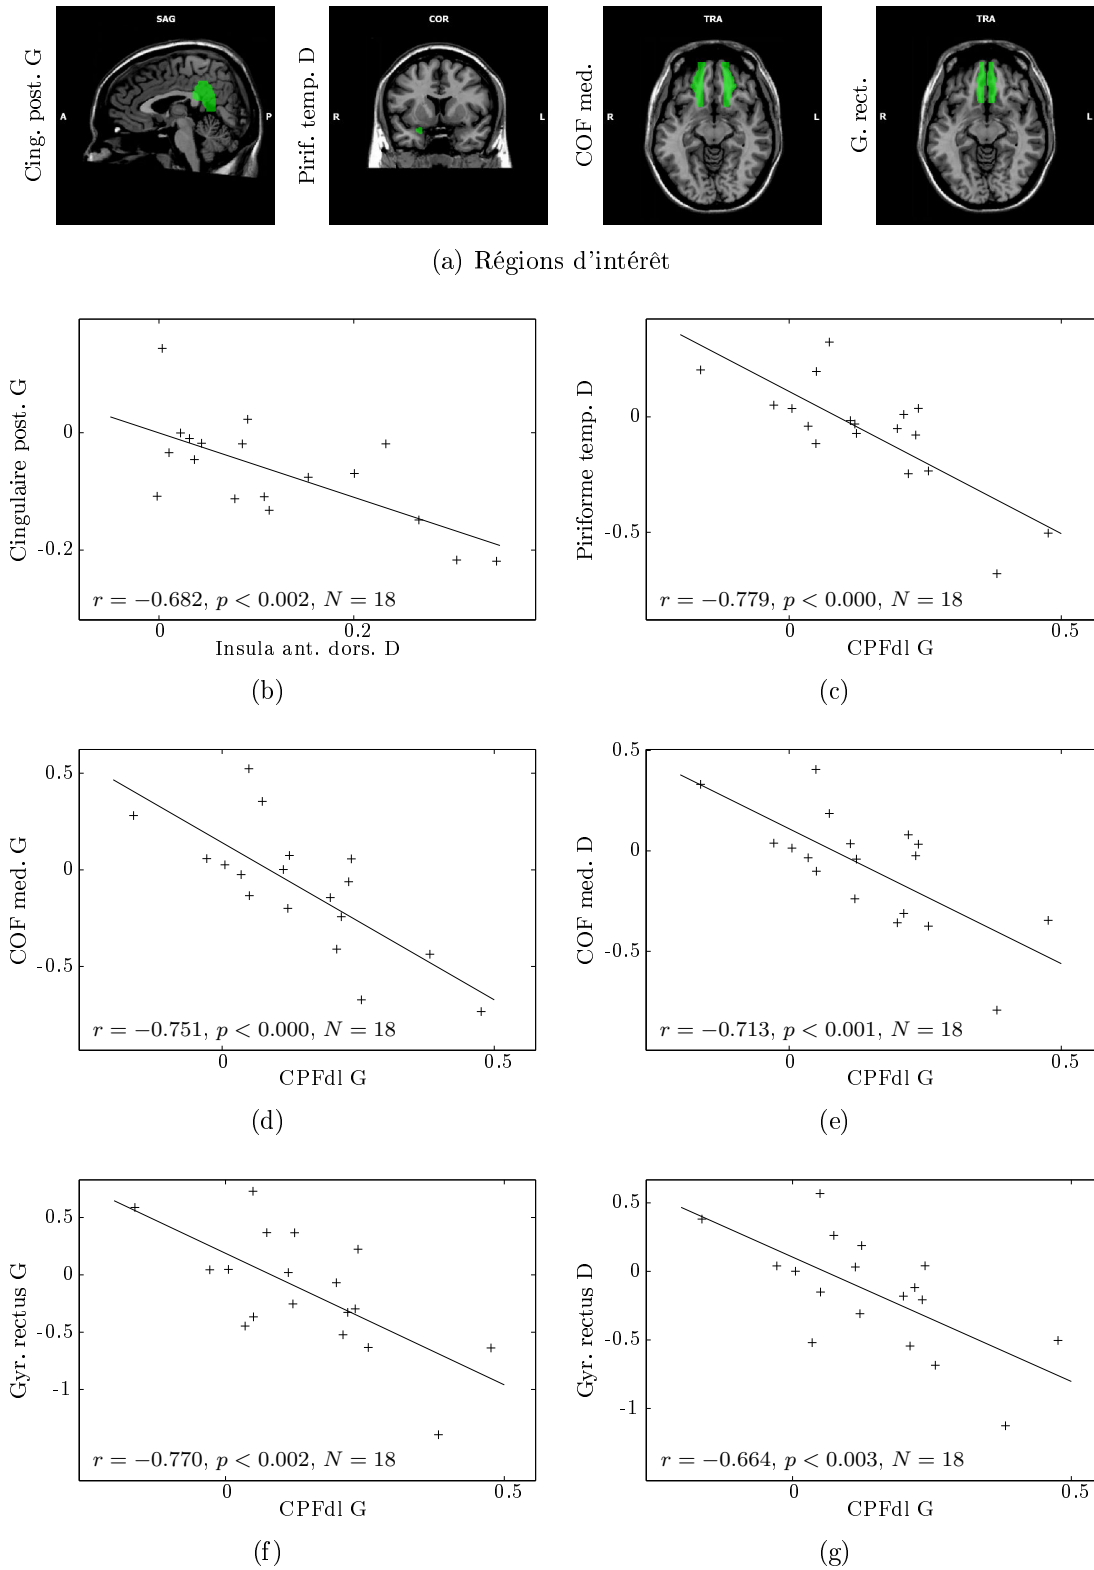 SAG
COR
TRA
TRA
Cing. post. G
A
P
Pirif. temp. D
R
L
COF med.
R
L
G. rect.
R
L
(a) Régions d'intérêt
Cingulaire post. G
0
-0.2
r = −0.682, p < 0.002, N = 18
0
0.2
Insula ant. dors. D
(b)
Piriforme temp. D
0
-0.5
r = −0.779, p < 0.000, N = 18
0
0.5
CPFdl G
(c)
COF med. G
0.5
0
-0.5
r = −0.751, p < 0.000, N = 18
0
0.5
CPFdl G
(d)
COF med. D
0.5
0
-0.5
r = −0.713, p < 0.001, N = 18
0
0.5
CPFdl G
(e)
Gyr. rectus G
0.5
0
-0.5
-1
r = −0.770, p < 0.002, N = 18
0
0.5
CPFdl G
(f)
Gyr. rectus D
0.5
0
-0.5
-1
r = −0.664, p < 0.003, N = 18
0
0.5
CPFdl G
(g)